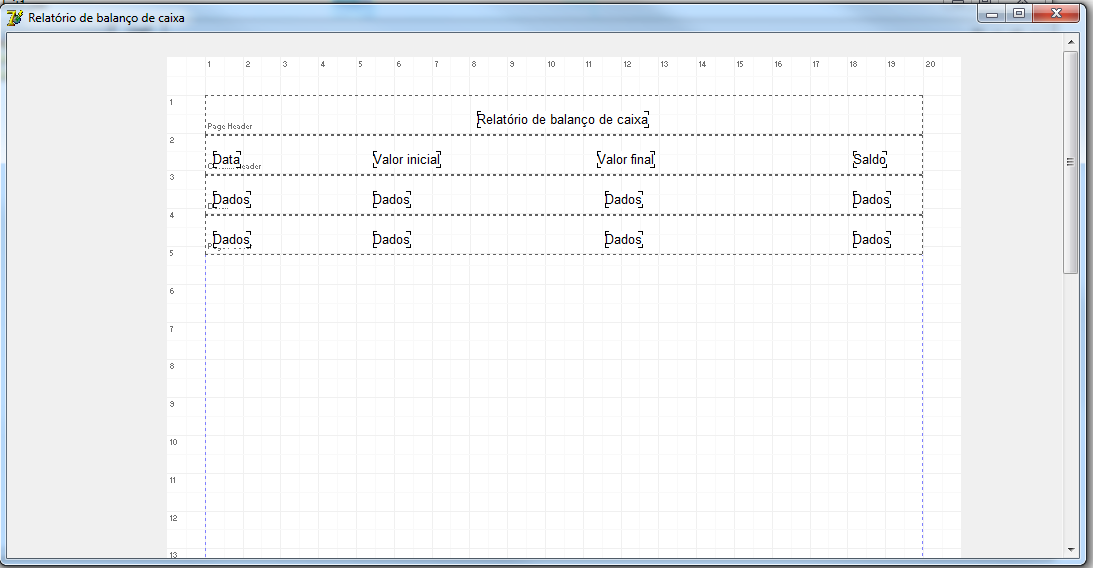 Relatório de balanço de caixa
1 2 3 4 5 6 7 8 9 10 11 12 13 14 15 16 17 18 19 20
1
Relatório de balanço de caixa
Page Header
2
Data Valor inicial Valor final Saldo
Header
3
Dados Dados Dados Dados
4
Dados Dados Dados Dados
5
6
7
8
9
10
11
12
13